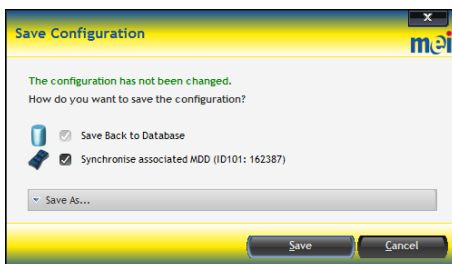 x
Save Configuration
mei
The configuration has not been changed.
How do you want to save the configuration?
Save Back to Database
Synchronise associated MDD (ID101: 162387)
Save As...
Save
Cancel